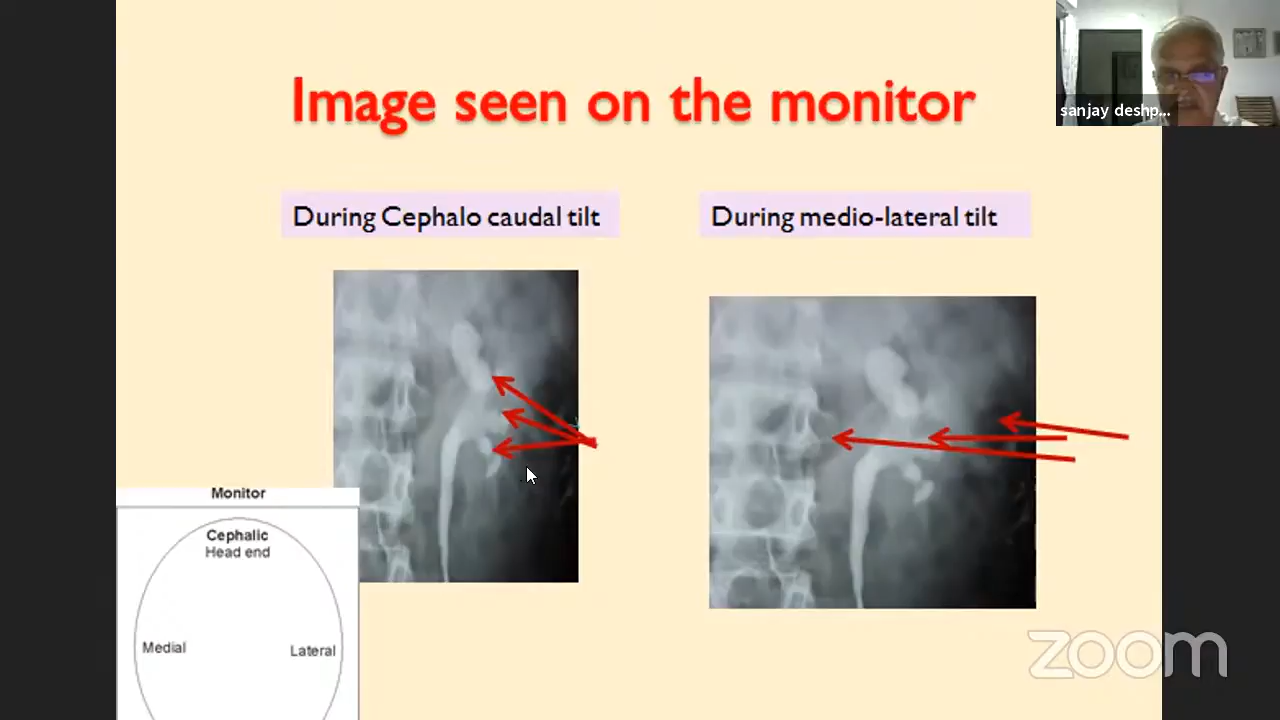 sanjay deshp...
Image seen on the monitor
During Cephalo caudal tilt
During medio-lateral tilt
Monitor
Cephalic
Head end
Medial
Lateral
zoom